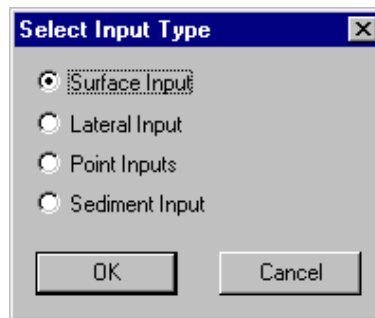 Select Input Type
Surface Input
Lateral Input
Point Inputs
Sediment Input
OK Cancel